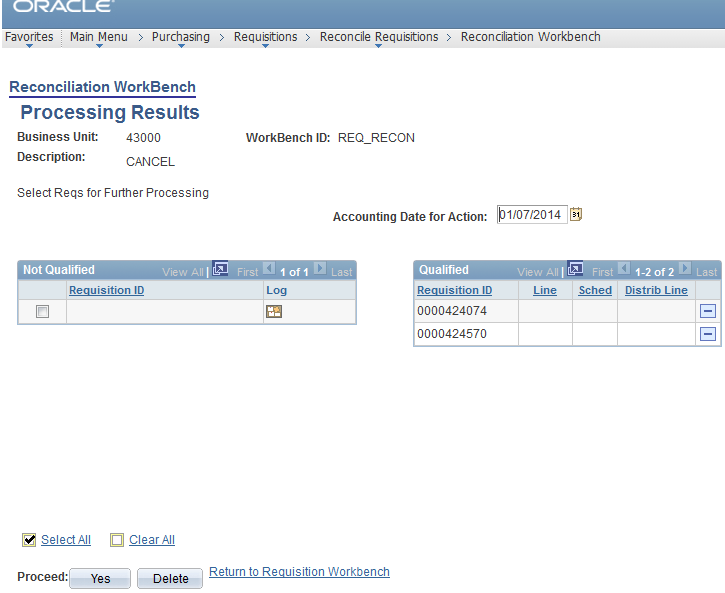 ORACLE
Favorites Main Menu > Purchasing > Requisitions > Reconcile Requisitions > Reconciliation Workbench
Reconciliation WorkBench
Processing Results
Business Unit: 43000 WorkBench ID: REQ_RECON
Description: CANCEL
Select Reqs for Further Processing
Accounting Date for Action: 01/07/2014 31
Not Qualified View All | First 1 of 1 Last
Requisition ID Log
Qualified View All | First 1-2 of 2 Last
Requisition ID Line Sched Distrib Line
0000424074
0000424570
Select All Clear All
Proceed: Yes Delete Return to Requisition Workbench